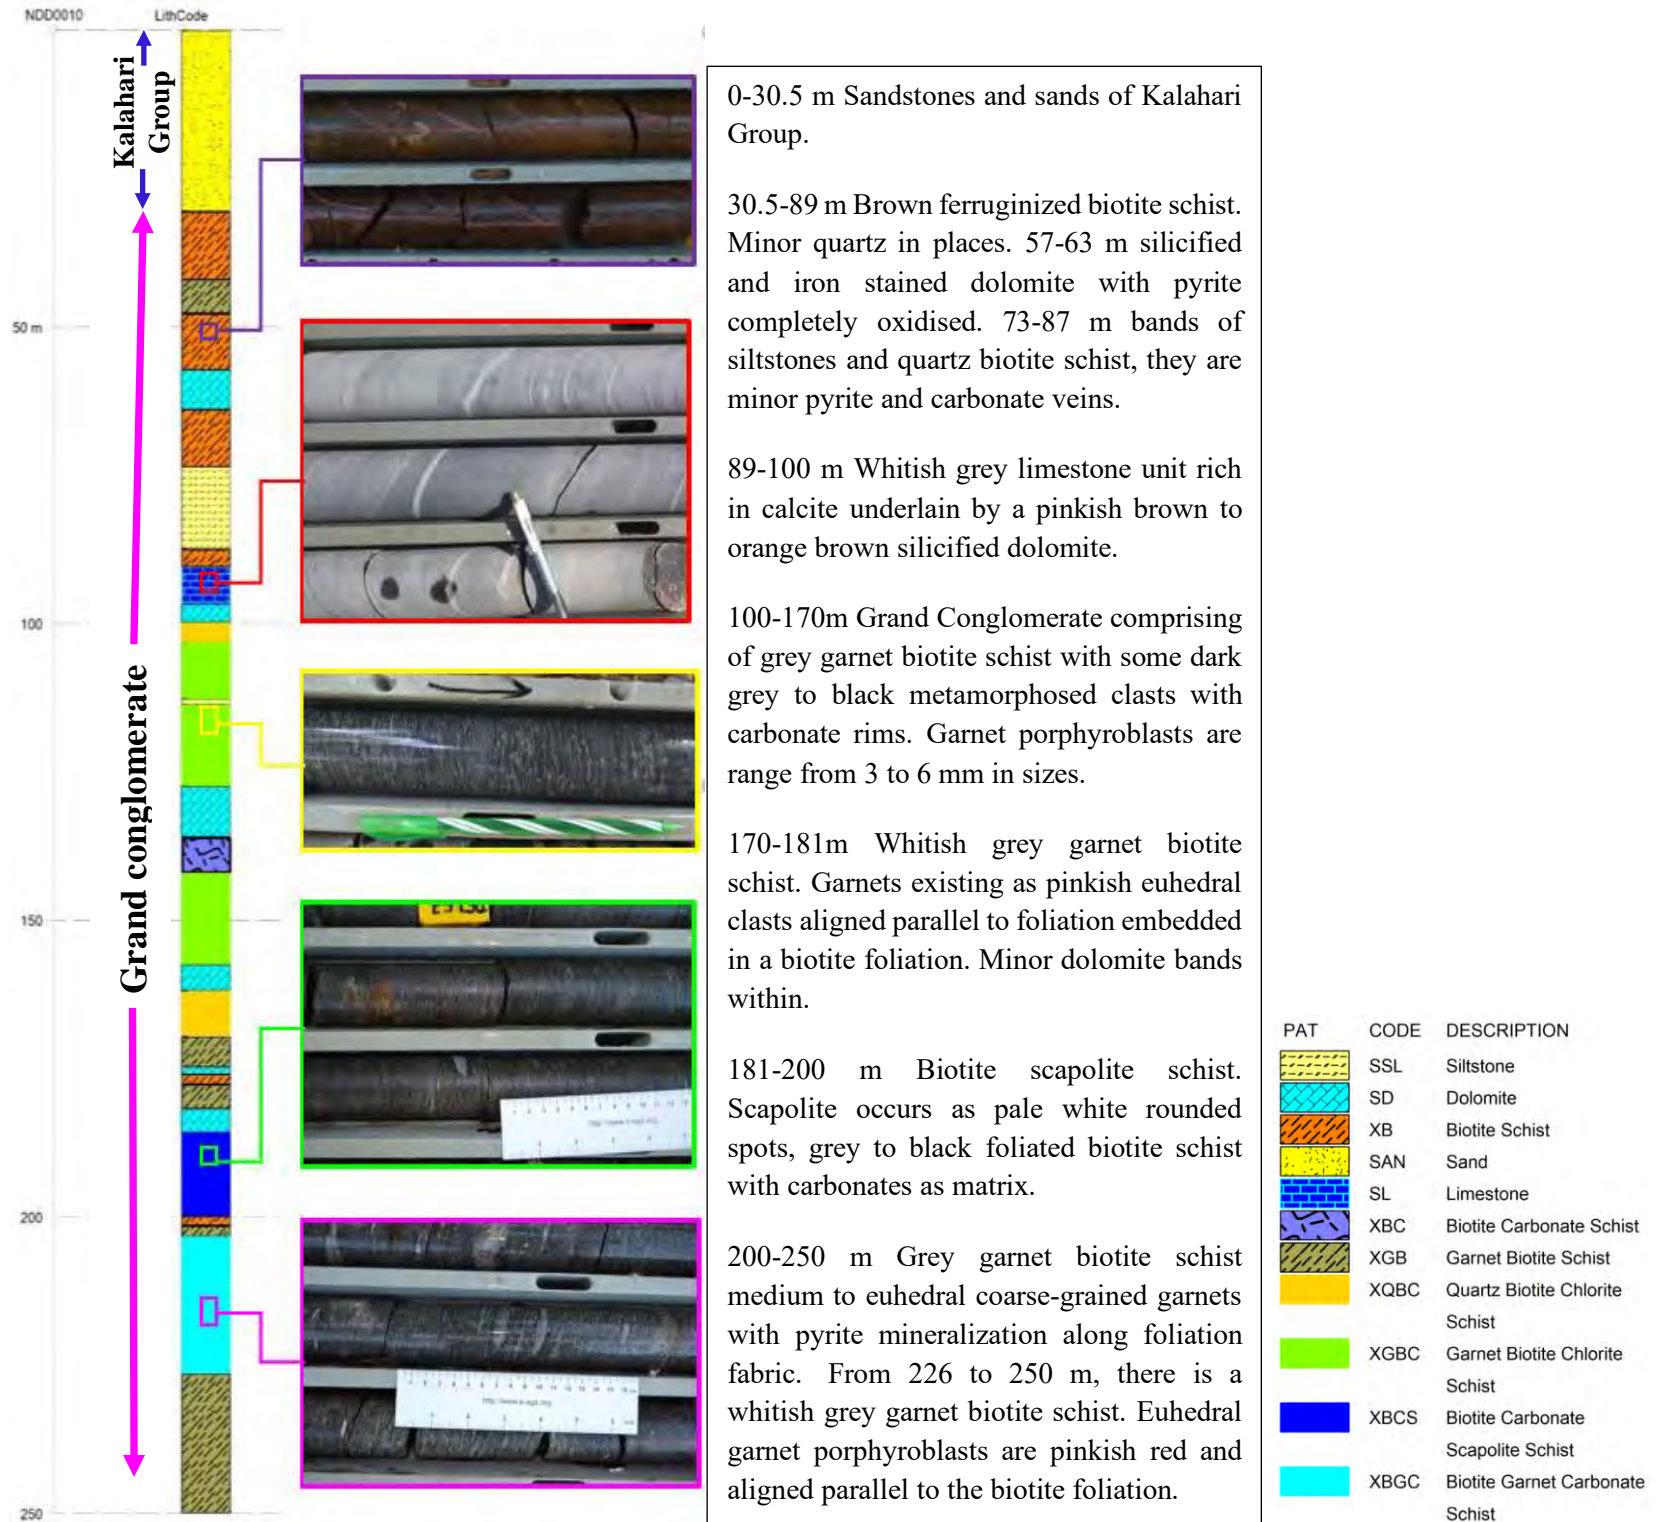 NDD0010
LithCode
Kalahari
Group
Grand conglomerate
50 m
100
150
200
250
0-30.5 m Sandstones and sands of Kalahari
Group.
30.5-89 m Brown ferruginized biotite schist.
Minor quartz in places. 57-63 m silicified
and iron stained dolomite with pyrite
completely oxidised. 73-87 m bands of
siltstones and quartz biotite schist, they are
minor pyrite and carbonate veins.
89-100 m Whitish grey limestone unit rich
in calcite underlain by a pinkish brown to
orange brown silicified dolomite.
100-170m Grand Conglomerate comprising
of grey garnet biotite schist with some dark
grey to black metamorphosed clasts with
carbonate rims. Garnet porphyroblasts are
range from 3 to 6 mm in sizes.
170-181m Whitish grey garnet biotite
schist. Garnets existing as pinkish euhedral
clasts aligned parallel to foliation embedded
in a biotite foliation. Minor dolomite bands
within.
181-200 m Biotite scapolite schist.
Scapolite occurs as pale white rounded
spots, grey to black foliated biotite schist
with carbonates as matrix.
200-250 m Grey garnet biotite schist
medium to euhedral coarse-grained garnets
with pyrite mineralization along foliation
fabric. From 226 to 250 m, there is a
whitish grey garnet biotite schist. Euhedral
garnet porphyroblasts are pinkish red and
aligned parallel to the biotite foliation.
PAT CODE DESCRIPTION
SSL Siltstone
SD Dolomite
XB Biotite Schist
SAN Sand
SL Limestone
XBC Biotite Carbonate Schist
XGB Garnet Biotite Schist
XQBC Quartz Biotite Chlorite
Schist
XGBC Garnet Biotite Chlorite
Schist
XBCS Biotite Carbonate
Scapolite Schist
XBGC Biotite Garnet Carbonate
Schist